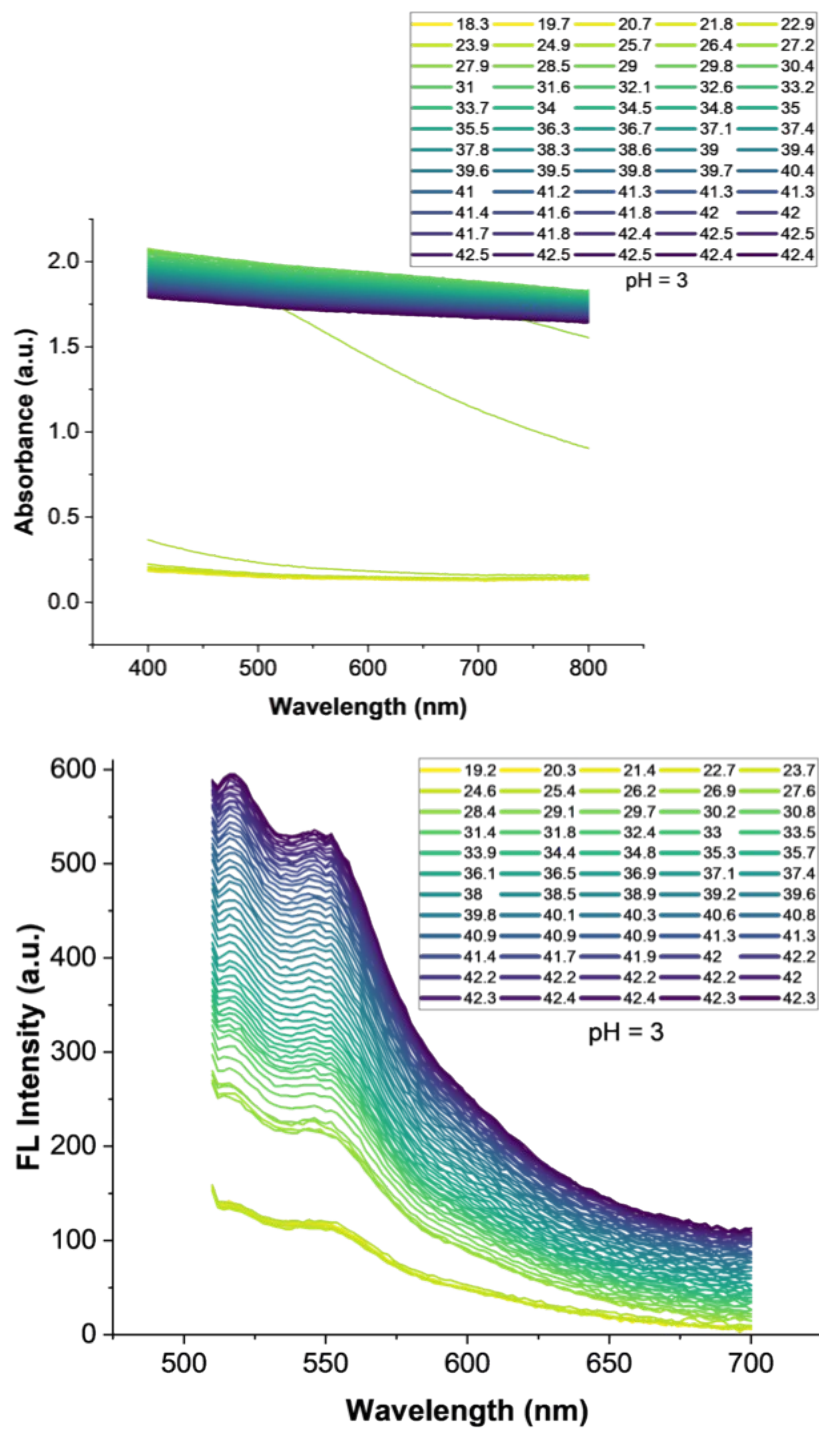 18.3 19.7 20.7 21.8 22.9
23.9 24.9 25.7 26.4 27.2
27.9 28.5 29 29.8 30.4
31 31.6 32.1 32.6 33.2
33.7 34 34.5 34.8 35
35.5 36.3 36.7 37.1 37.4
37.8 38.3 38.6 39 39.4
39.6 39.5 39.8 39.7 40.4
41 41.2 41.3 41.3 41.3
41.4 41.6 41.8 42 42
41.7 41.8 42.4 42.5 42.5
42.5 42.5 42.5 42.4 42.4
pH = 3
2.0
1.5
1.0
0.5
0.0
Absorbance (a.u.)
400 500 600 700 800
Wavelength (nm)
19.2 20.3 21.4 22.7 23.7
24.6 25.4 26.2 26.9 27.6
28.4 29.1 29.7 30.2 30.8
31.4 31.8 32.4 33 33.5
33.9 34.4 34.8 35.3 35.7
36.1 36.5 36.9 37.1 37.4
38 38.5 38.9 39.2 39.6
39.8 40.1 40.3 40.6 40.8
40.9 40.9 40.9 41.3 41.3
41.4 41.7 41.9 42 42.2
42.2 42.2 42.2 42.2 42
42.3 42.4 42.4 42.3 42.3
pH = 3
600
500
400
300
200
100
0
FL Intensity (a.u.)
500 550 600 650 700
Wavelength (nm)